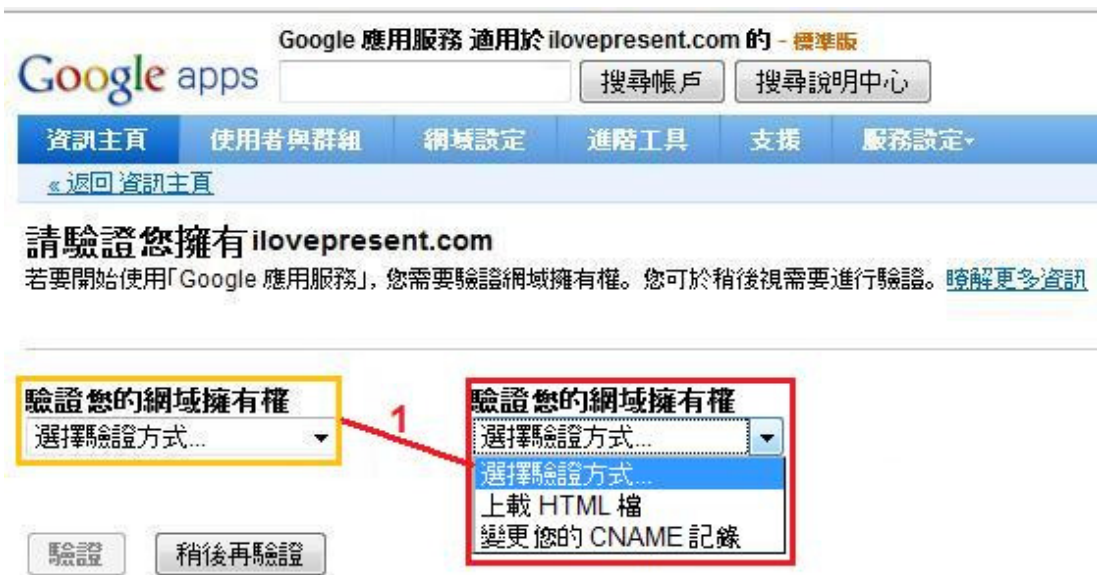 Google 應用服務 適用於 ilovepresent.com 的 - 標準版
Google apps
搜尋帳戶 搜尋說明中心
資訊主頁 使用者與群組 網域設定 進階工具 支援 服務設定
« 返回 資訊主頁
請驗證您擁有 ilovepresent.com
若要開始使用「Google 應用服務」，您需要驗證網域擁有權。您可於稍後視需要進行驗證。瞭解更多資訊
驗證您的網域擁有權
選擇驗證方式...
1
驗證您的網域擁有權
選擇驗證方式...
選擇驗證方式...
上載 HTML 檔
變更您的 CNAME 記錄
驗證 稍後再驗證